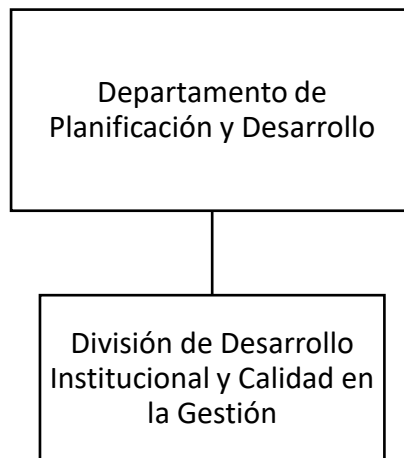 Departamento de
Planificación y Desarrollo
División de Desarrollo
Institucional y Calidad en
la Gestión